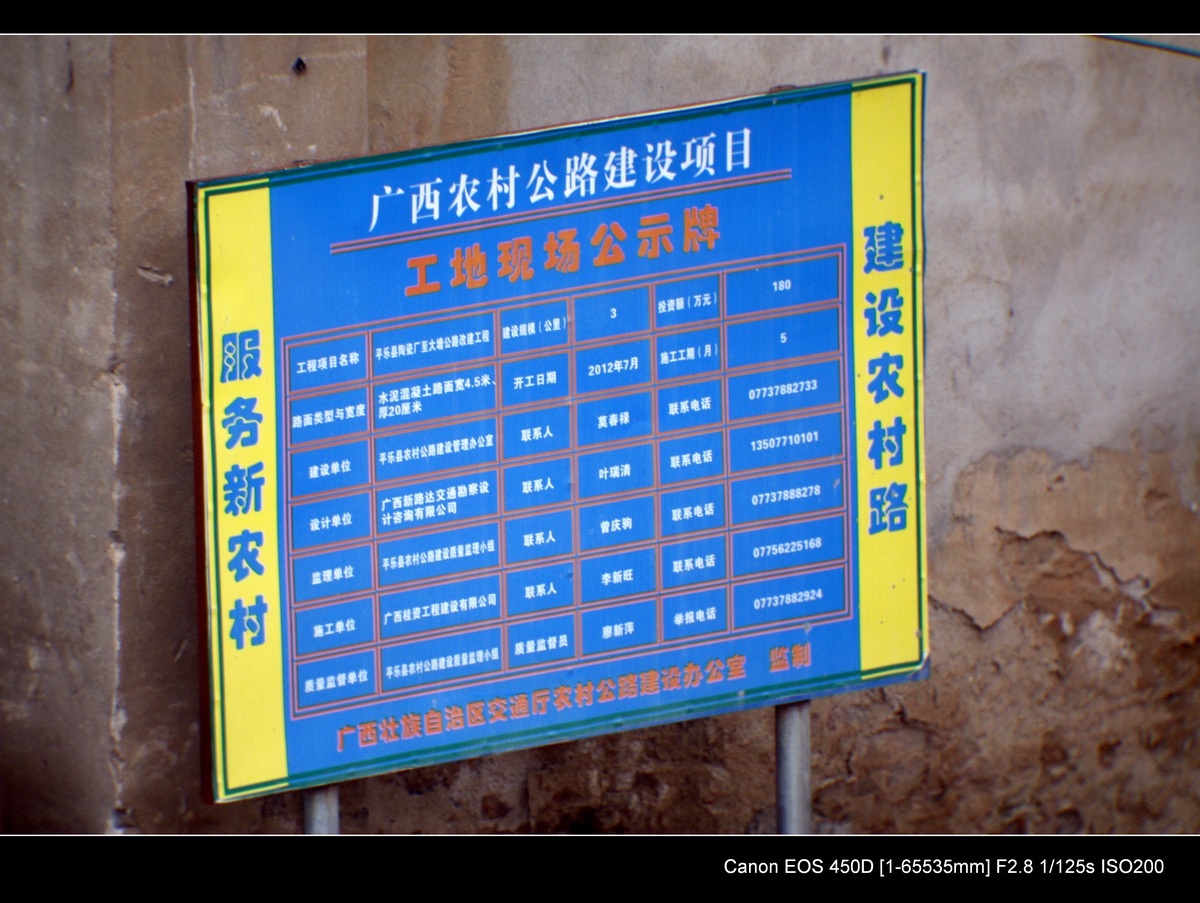 广西农村公路建设项目
工地现场公示牌
服务新农村
建设农村路
工程项目名称 平乐县陶瓷厂至大塘公路改建工程 建设规模（公里） 3 投资额（万元） 180
路面类型与宽度 水泥混凝土路面宽4.5米、厚20厘米 开工日期 2012年7月 施工工期（月） 5
建设单位 平乐县农村公路建设管理办公室 联系人 莫春禄 联系电话 07737882733
设计单位 广西新路达交通勘察设计咨询有限公司 联系人 叶瑞清 联系电话 13507710101
监理单位 平乐县农村公路建设质量监理小组 联系人 曾庆驹 联系电话 07737888278
施工单位 广西桂资工程建设有限公司 联系人 李新旺 联系电话 07756225168
质量监督单位 平乐县农村公路建设质量监理小组 质量监督员 廖新萍 举报电话 07737882924
广西壮族自治区交通厅农村公路建设办公室 监制
Canon EOS 450D [1-65535mm] F2.8 1/125s ISO200